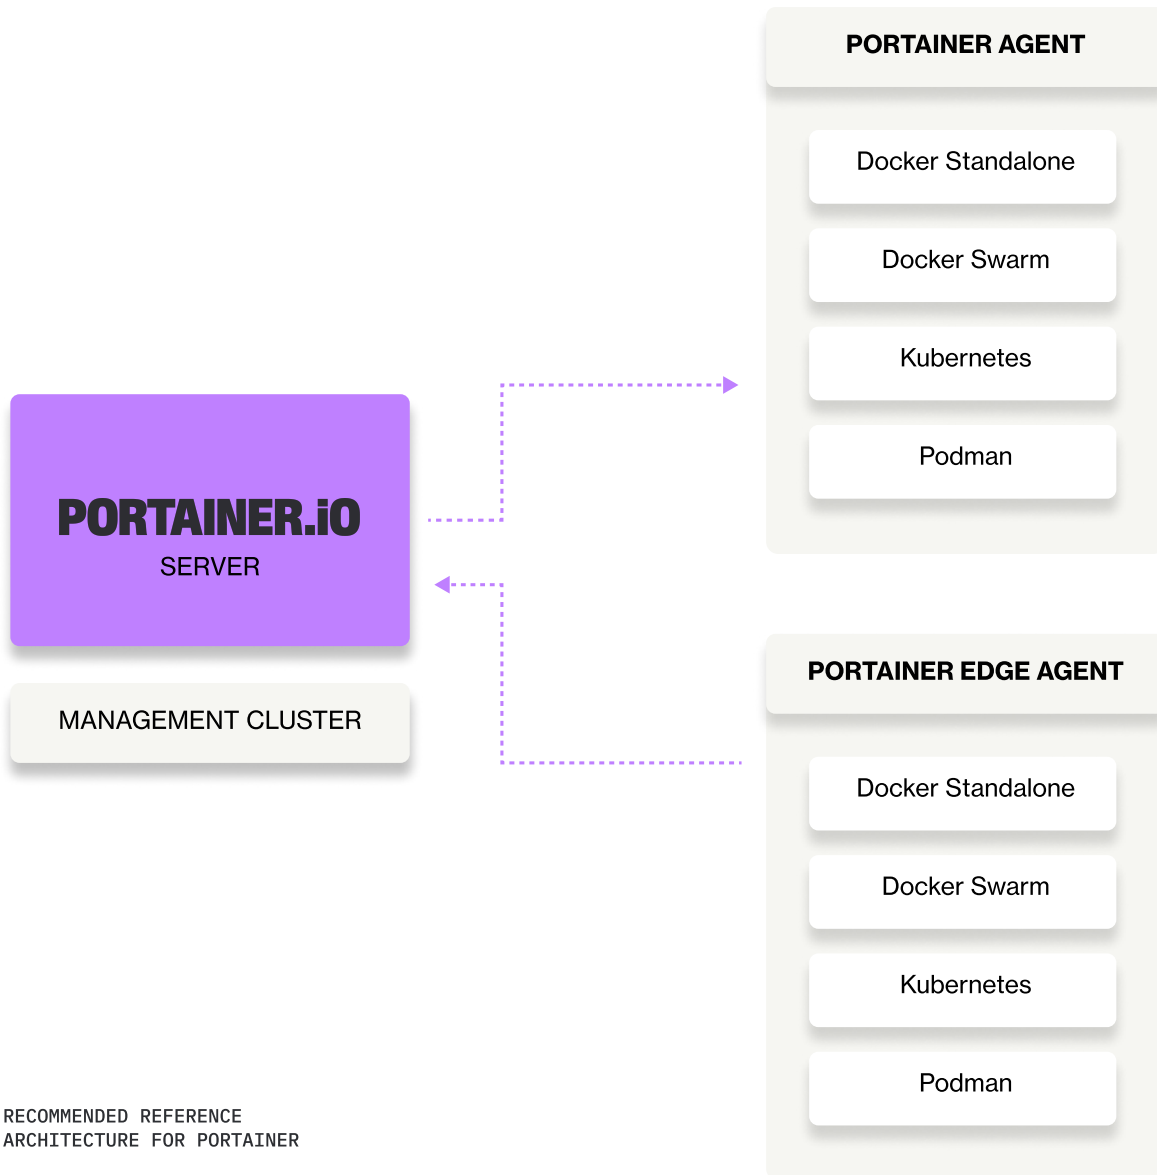 PORTAINER AGENT
Docker Standalone
Docker Swarm
Kubernetes
Podman
PORTAINER.iO
SERVER
MANAGEMENT CLUSTER
PORTAINER EDGE AGENT
Docker Standalone
Docker Swarm
Kubernetes
Podman
RECOMMENDED REFERENCE
ARCHITECTURE FOR PORTAINER